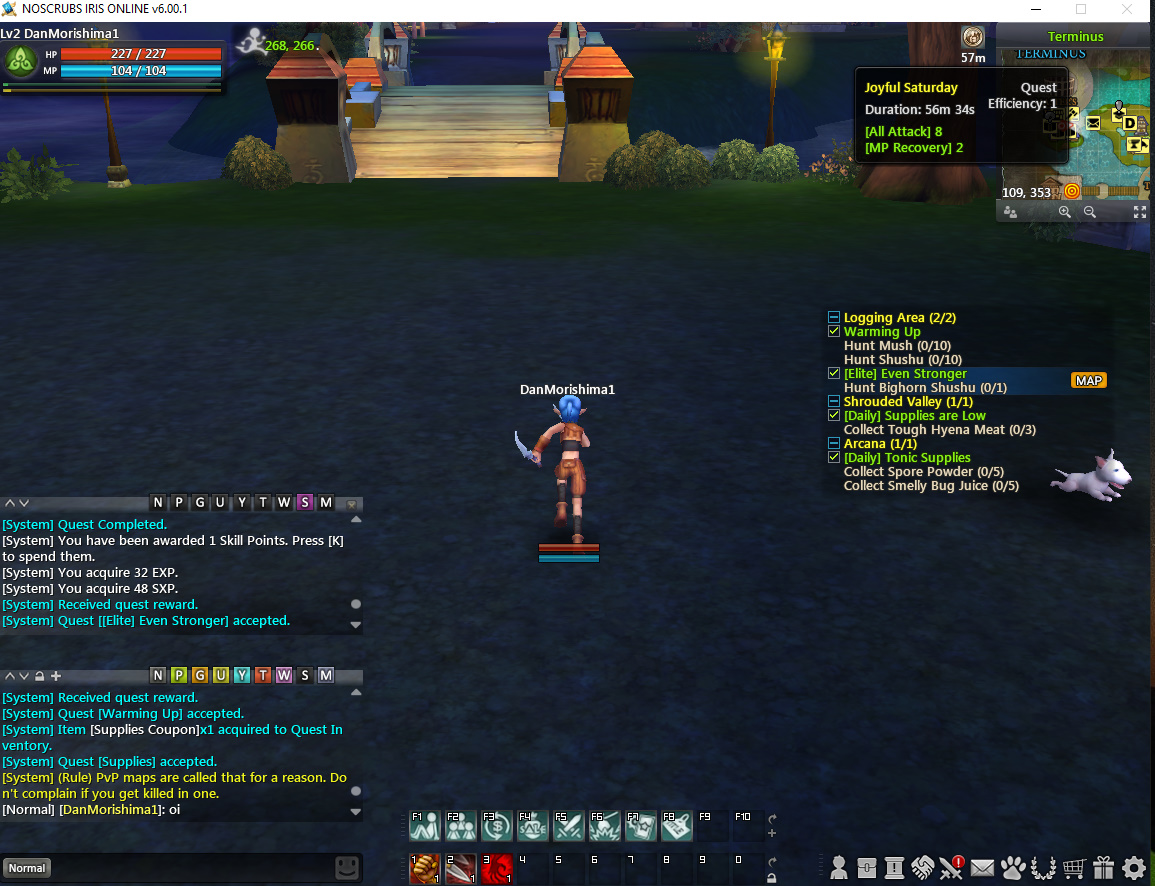 NOSCRUBS IRIS ONLINE v6.00.1
Lv2 DanMorishima1
HP 227 / 227
MP 104 / 104
268, 266 .
57m
Terminus
TERMINUS
Joyful Saturday
Quest
Efficiency: 1
Duration: 56m 34s
[All Attack] 8
[MP Recovery] 2
D
109, 353
Logging Area (2/2)
Warming Up
Hunt Mush (0/10)
Hunt Shushu (0/10)
[Elite] Even Stronger
Hunt Bighorn Shushu (0/1)
MAP
Shrouded Valley (1/1)
[Daily] Supplies are Low
Collect Tough Hyena Meat (0/3)
Arcana (1/1)
[Daily] Tonic Supplies
Collect Spore Powder (0/5)
Collect Smelly Bug Juice (0/5)
DanMorishima1
N P G U Y T W S M
[System] Quest Completed.
[System] You have been awarded 1 Skill Points. Press [K]
to spend them.
[System] You acquire 32 EXP.
[System] You acquire 48 SXP.
[System] Received quest reward.
[System] Quest [[Elite] Even Stronger] accepted.
N P G U Y T W S M
[System] Received quest reward.
[System] Quest [Warming Up] accepted.
[System] Item [Supplies Coupon]x1 acquired to Quest In
ventory.
[System] Quest [Supplies] accepted.
[System] (Rule) PvP maps are called that for a reason. Do
n't complain if you get killed in one.
[Normal] [DanMorishima1]: oi
Normal
F1 F2 F3 F4 F5 F6 F7 F8 F9 F10
SALE
1 2 3 4 5 6 7 8 9 0
1 1 1